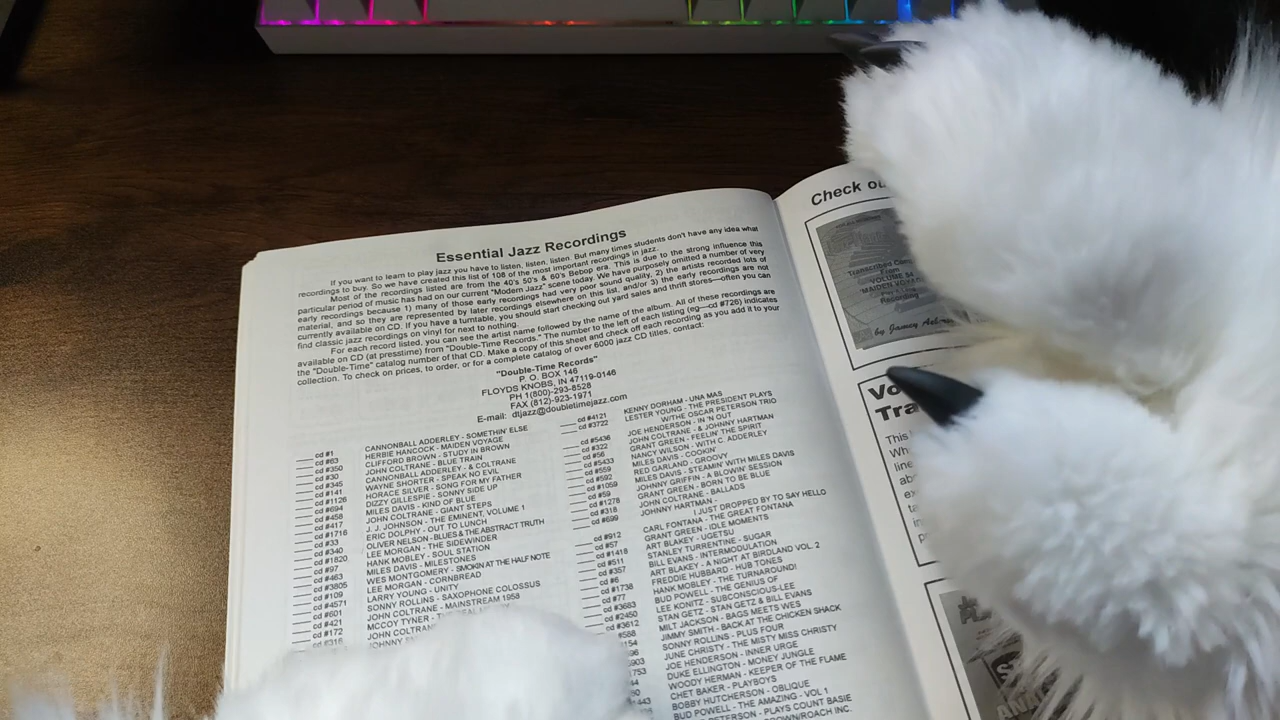 Essential Jazz Recordings
If you want to learn to play jazz you have to listen, listen, listen. But many times students don't have any idea what
recordings to buy. So we have created this list of 108 of the most important recordings in jazz.
Most of the recordings listed are from the 40's 50's & 60's Bebop era. This is due to the strong influence this
particular period of music has had on our current "Modern Jazz" scene today. We have purposely omitted a number of very
early recordings because 1) many of those early recordings had very poor sound quality, 2) the artists recorded lots of
material, and so they are represented by later recordings elsewhere on this list, and/or 3) the early recordings are not
currently available on CD. If you have a turntable, you should start checking out yard sales and thrift stores—often you can
find classic jazz recordings on vinyl for next to nothing.
For each record listed, you can see the artist name followed by the name of the album. All of these recordings are
available on CD (at presstime) from "Double-Time Records." The number to the left of each listing (eg—cd #726) indicates
the "Double-Time" catalog number of that CD. Make a copy of this sheet and check off each recording as you add it to your
collection. To check on prices, to order, or for a complete catalog of over 6000 jazz CD titles, contact:
"Double-Time Records"
P. O. BOX 146
FLOYDS KNOBS, IN 47119-0146
PH 1(800)-293-8528
FAX (812)-923-1971
E-mail: dtjazz@doubletimejazz.com
cd #1 CANNONBALL ADDERLEY - SOMETHIN' ELSE
cd #63 HERBIE HANCOCK - MAIDEN VOYAGE
cd #350 CLIFFORD BROWN - STUDY IN BROWN
cd #30 JOHN COLTRANE - BLUE TRAIN
cd #345 CANNONBALL ADDERLEY - & COLTRANE
cd #141 WAYNE SHORTER - SPEAK NO EVIL
cd #1126 HORACE SILVER - SONG FOR MY FATHER
cd #694 DIZZY GILLESPIE - SONNY SIDE UP
cd #458 MILES DAVIS - KIND OF BLUE
cd #417 JOHN COLTRANE - GIANT STEPS
cd #1716 J. J. JOHNSON - THE EMINENT, VOLUME 1
cd #33 ERIC DOLPHY - OUT TO LUNCH
cd #340 OLIVER NELSON - BLUES & THE ABSTRACT TRUTH
cd #1820 LEE MORGAN - THE SIDEWINDER
cd #97 HANK MOBLEY - SOUL STATION
cd #463 MILES DAVIS - MILESTONES
cd #3805 WES MONTGOMERY - SMOKIN AT THE HALF NOTE
cd #109 LEE MORGAN - CORNBREAD
cd #4571 LARRY YOUNG - UNITY
cd #601 SONNY ROLLINS - SAXOPHONE COLOSSUS
cd #421 JOHN COLTRANE - MAINSTREAM 1958
cd #172 MCCOY TYNER -
cd #316 JOHN COLTRANE
JOHNNY
cd #4121 KENNY DORHAM - UNA MAS
cd #3722 LESTER YOUNG - THE PRESIDENT PLAYS
W/THE OSCAR PETERSON TRIO
cd #5436 JOE HENDERSON - IN 'N OUT
cd #322 JOHN COLTRANE & JOHNNY HARTMAN
cd #56 GRANT GREEN - FEELIN' THE SPIRIT
cd #5433 NANCY WILSON - WITH C. ADDERLEY
cd #559 MILES DAVIS - COOKIN'
cd #592 RED GARLAND - GROOVY
cd #1059 MILES DAVIS - STEAMIN' WITH MILES DAVIS
cd #59 JOHNNY GRIFFIN - A BLOWIN' SESSION
cd #1278 GRANT GREEN - BORN TO BE BLUE
cd #318 JOHN COLTRANE - BALLADS
cd #699 JOHNNY HARTMAN -
I JUST DROPPED BY TO SAY HELLO
cd #912 CARL FONTANA - THE GREAT FONTANA
cd #57 GRANT GREEN - IDLE MOMENTS
cd #1418 ART BLAKEY - UGETSU
cd #511 STANLEY TURRENTINE - SUGAR
cd #357 BILL EVANS - INTERMODULATION
cd #6 ART BLAKEY - A NIGHT AT BIRDLAND VOL. 2
cd #1738 FREDDIE HUBBARD - HUB TONES
cd #77 HANK MOBLEY - THE TURNAROUND!
cd #3683 BUD POWELL - THE GENIUS OF
cd #2450 LEE KONITZ - SUBCONSCIOUS-LEE
cd #3612 STAN GETZ - STAN GETZ & BILL EVANS
#588 MILT JACKSON - BAGS MEETS WES
154 JIMMY SMITH - BACK AT THE CHICKEN SHACK
96 SONNY ROLLINS - PLUS FOUR
903 JUNE CHRISTY - THE MISTY MISS CHRISTY
753 JOE HENDERSON - INNER URGE
44 DUKE ELLINGTON - MONEY JUNGLE
60 WOODY HERMAN - KEEPER OF THE FLAME
443 CHET BAKER - PLAYBOYS
BOBBY HUTCHERSON - OBLIQUE
BUD POWELL - THE AMAZING - VOL 1
PETERSON - PLAYS COUNT BASIE
BROWN/ROACH INC.
Check
Transcribed
From
VOLUME 54
MAIDEN VOYAGE
Recording
by Jamey
This